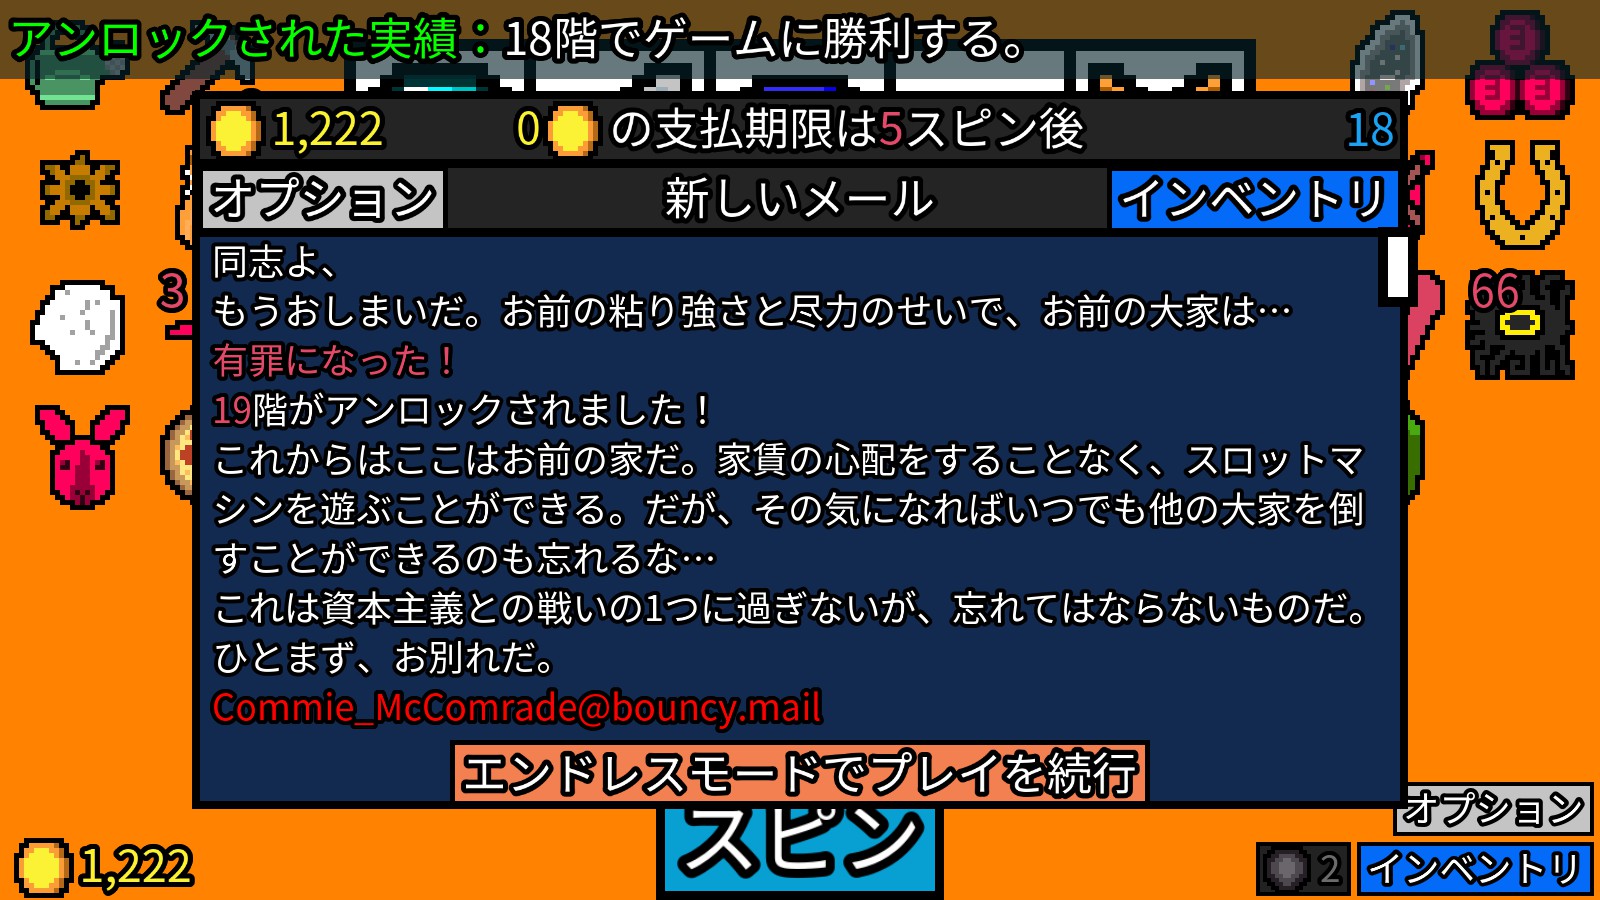 アンロックされた実績：18階でゲームに勝利する。
1,222 0 の支払期限は5スピン後 18
オプション 新しいメール インベントリ
同志よ、
もうおしまいだ。お前の粘り強さと尽力のせいで、お前の大家は…
有罪になった！
19階がアンロックされました！
これからはここはお前の家だ。家賃の心配をすることなく、スロットマ
シンを遊ぶことができる。だが、その気になればいつでも他の大家を倒
すことができるのも忘れるな…
これは資本主義との戦いの1つに過ぎないが、忘れてはならないものだ。
ひとまず、お別れだ。
Commie_McComrade@bouncy.mail
エンドレスモードでプレイを続行
3
66
スピン
オプション
1,222
2 インベントリ